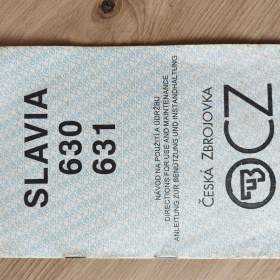 SLAVIA
630
631
NÁVOD NA POUŽITÍ A ÚDRŽBU
DIRECTIONS FOR USE AND MAINTENANCE
ANLEITUNG ZUR BENÜTZUNG UND INSTANDHALTUNG
ČESKÁ ZBROJOVKA
CZ